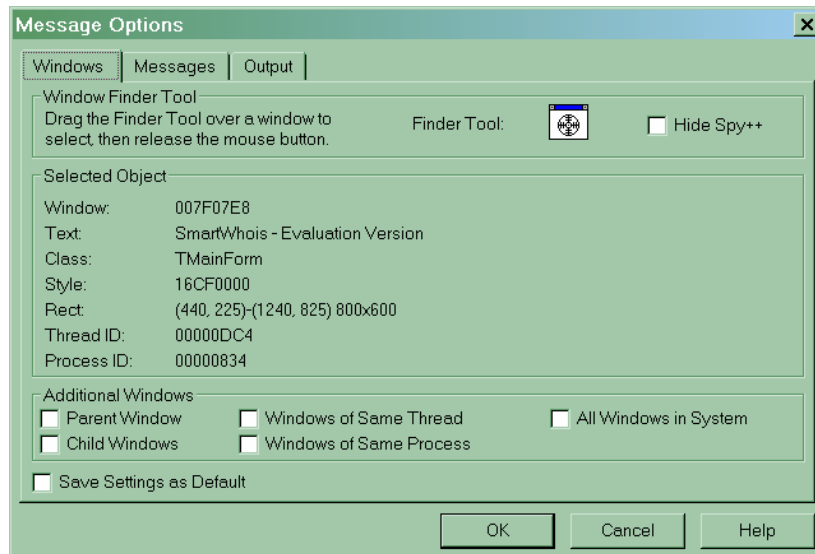 Message Options
Windows Messages Output
Window Finder Tool
Drag the Finder Tool over a window to
select, then release the mouse button.
Finder Tool:
Hide Spy++
Selected Object
Window: 007F07E8
Text: SmartWhois - Evaluation Version
Class: TMainForm
Style: 16CF0000
Rect: (440, 225)-(1240, 825) 800x600
Thread ID: 00000DC4
Process ID: 00000834
Additional Windows
Parent Window Windows of Same Thread All Windows in System
Child Windows Windows of Same Process
Save Settings as Default
OK Cancel Help